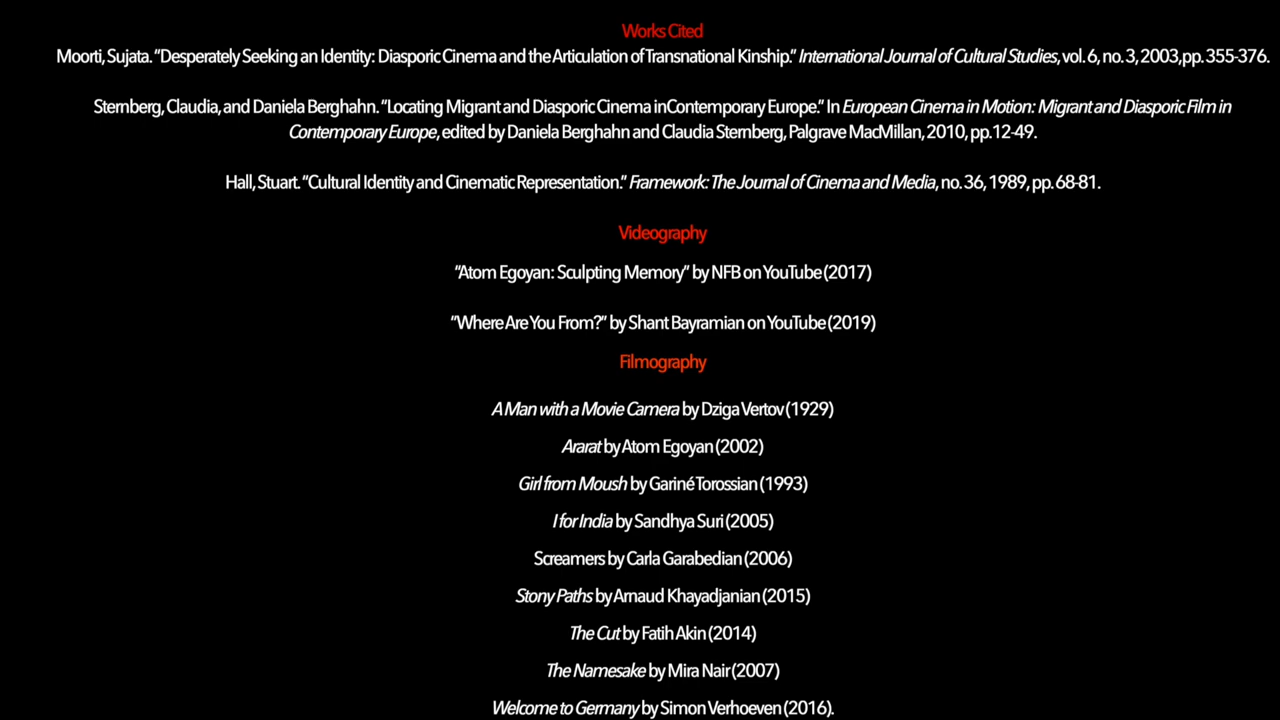 Works Cited
Moorti, Sujata. "Desperately Seeking an Identity: Diasporic Cinema and the Articulation of Transnational Kinship." International Journal of Cultural Studies, vol. 6, no. 3, 2003, pp. 355-376.
Sternberg, Claudia, and Daniela Berghahn. "Locating Migrant and Diasporic Cinema inContemporary Europe." In European Cinema in Motion: Migrant and Diasporic Film in
Contemporary Europe, edited by Daniela Berghahn and Claudia Sternberg, Palgrave MacMillan, 2010, pp.12-49.
Hall, Stuart. "Cultural Identity and Cinematic Representation." Framework: The Journal of Cinema and Media, no. 36, 1989, pp. 68-81.
Videography
"Atom Egoyan: Sculpting Memory" by NFB on YouTube (2017)
"Where Are You From?" by Shant Bayramian on YouTube (2019)
Filmography
A Man with a Movie Camera by Dziga Vertov (1929)
Ararat by Atom Egoyan (2002)
Girl from Moush by Gariné Torossian (1993)
I for India by Sandhya Suri (2005)
Screamers by Carla Garabedian (2006)
Stony Paths by Arnaud Khayadjanian (2015)
The Cut by Fatih Akin (2014)
The Namesake by Mira Nair (2007)
Welcome to Germany by Simon Verhoeven (2016).